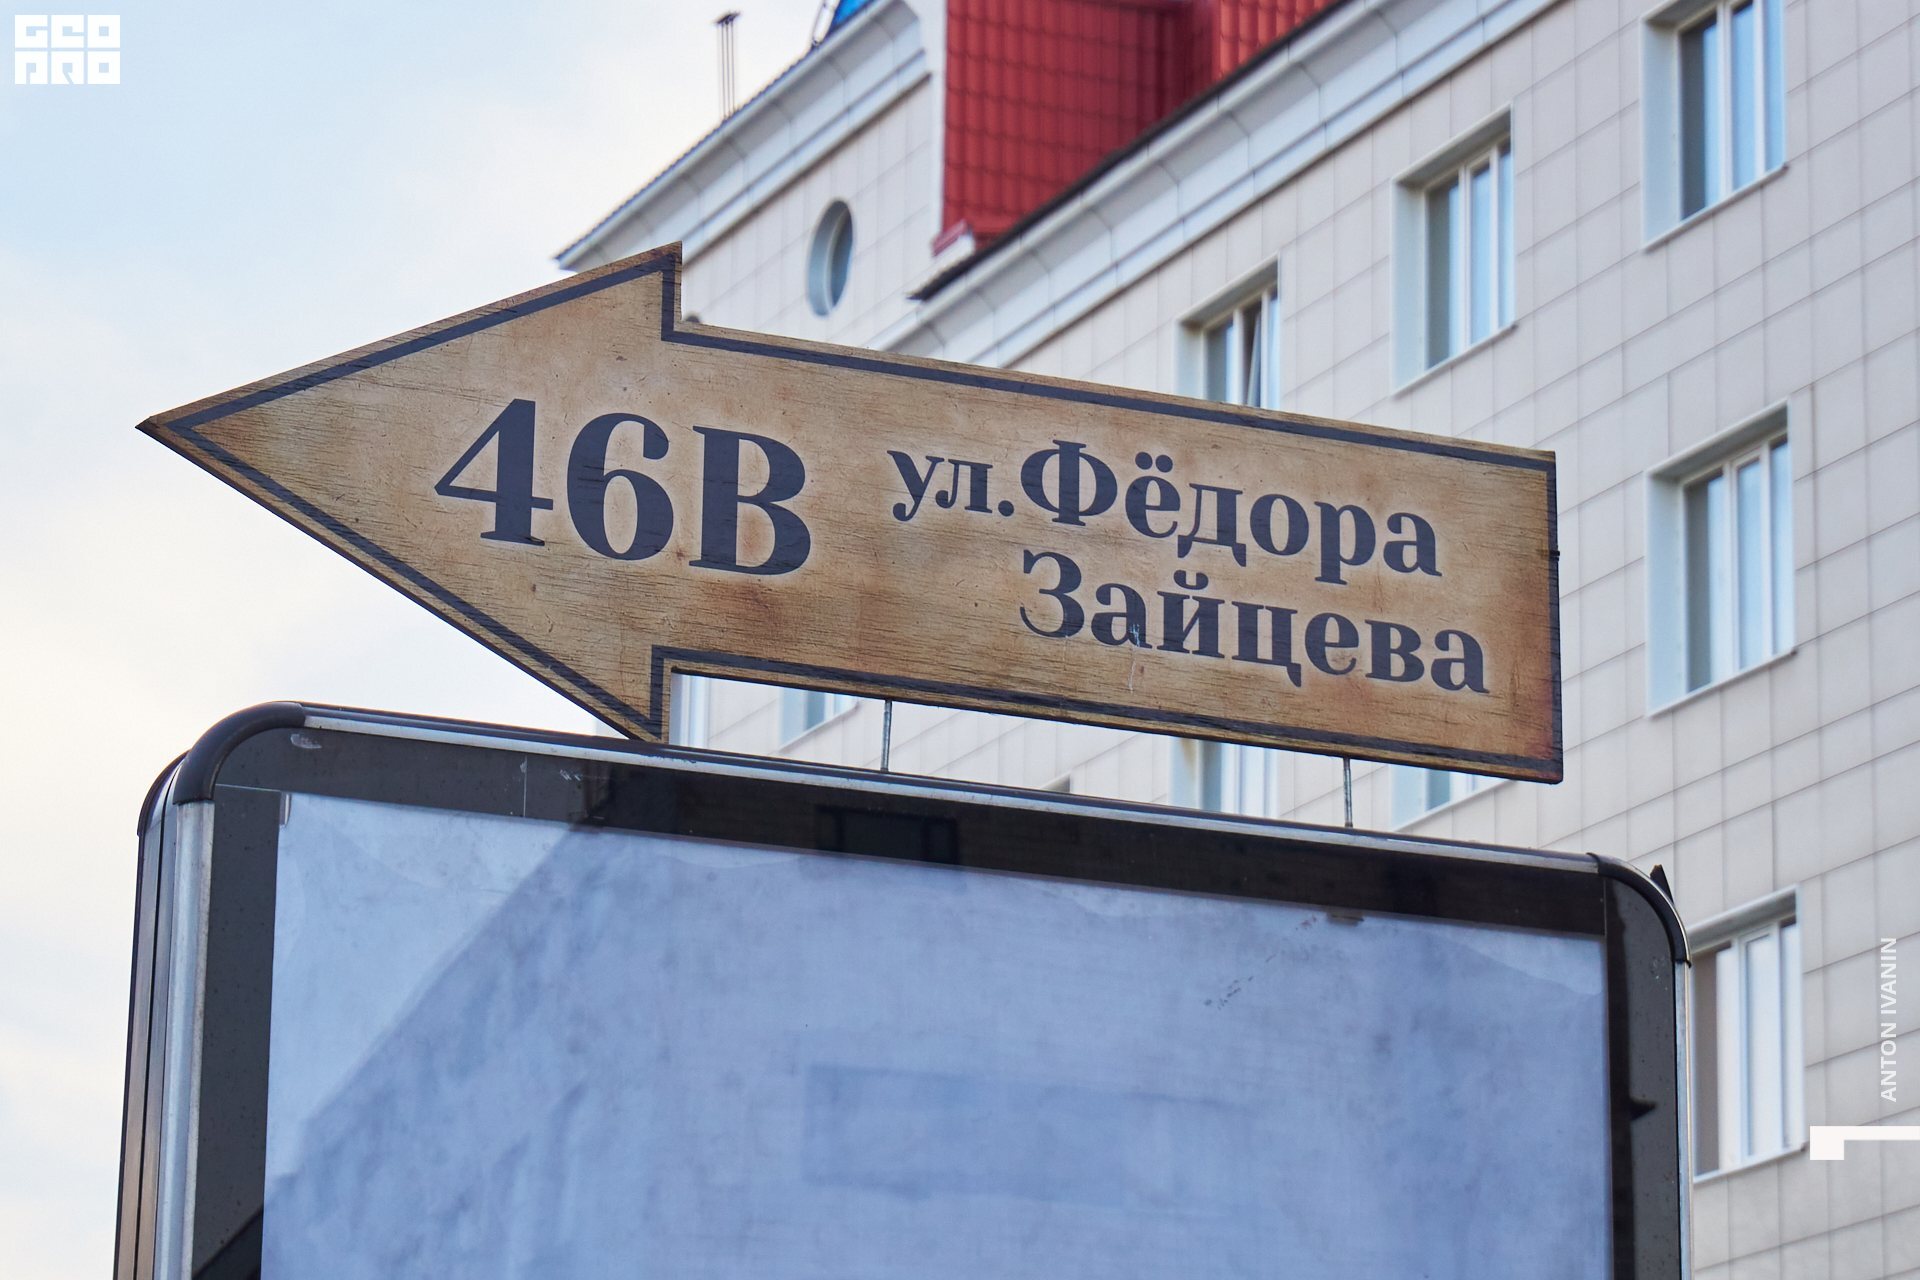 GEO
PRO
46В ул.Фёдора
Зайцева
ANTON IVANIN